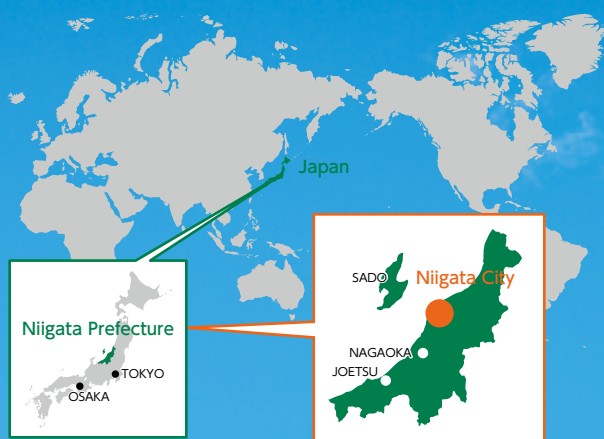 Japan
Niigata Prefecture
TOKYO
OSAKA
SADO
Niigata City
NAGAOKA
JOETSU